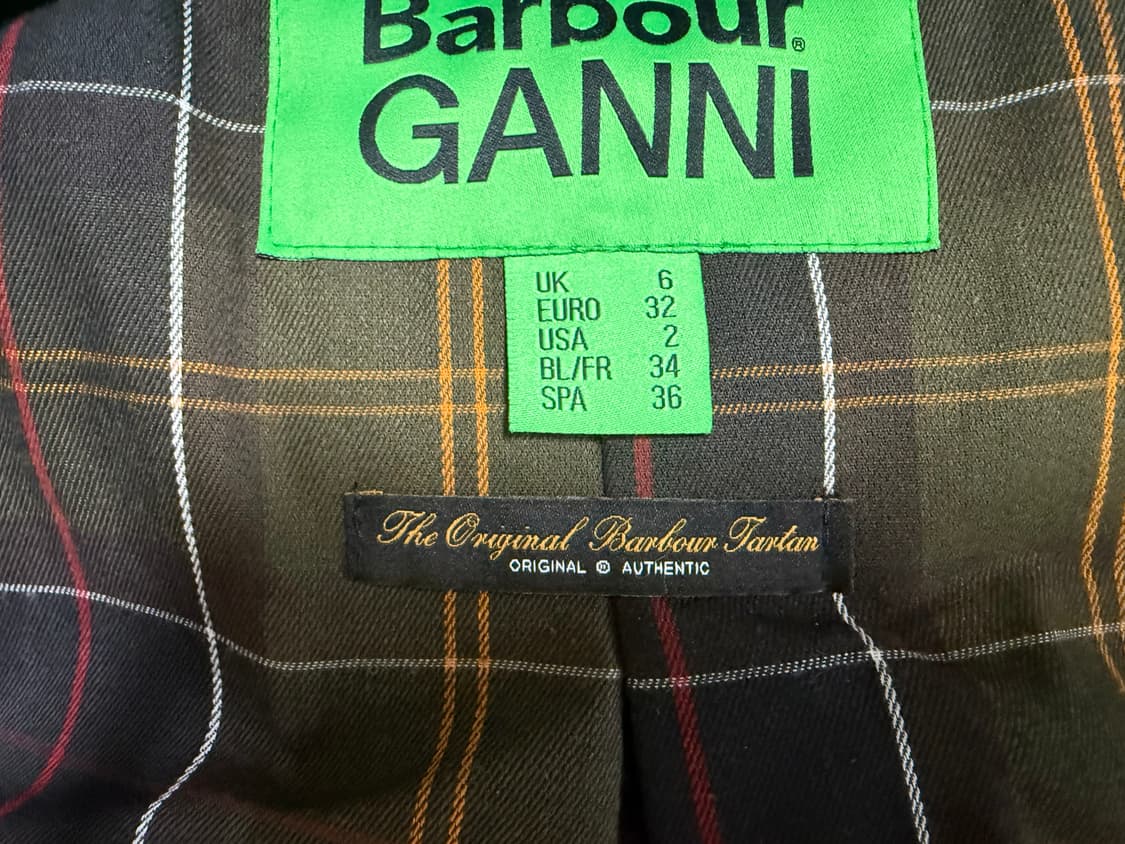 Barbour®
GANNI
UK 6
EURO 32
USA 2
BL/FR 34
SPA 36
The Original Barbour Tartan
ORIGINAL ® AUTHENTIC